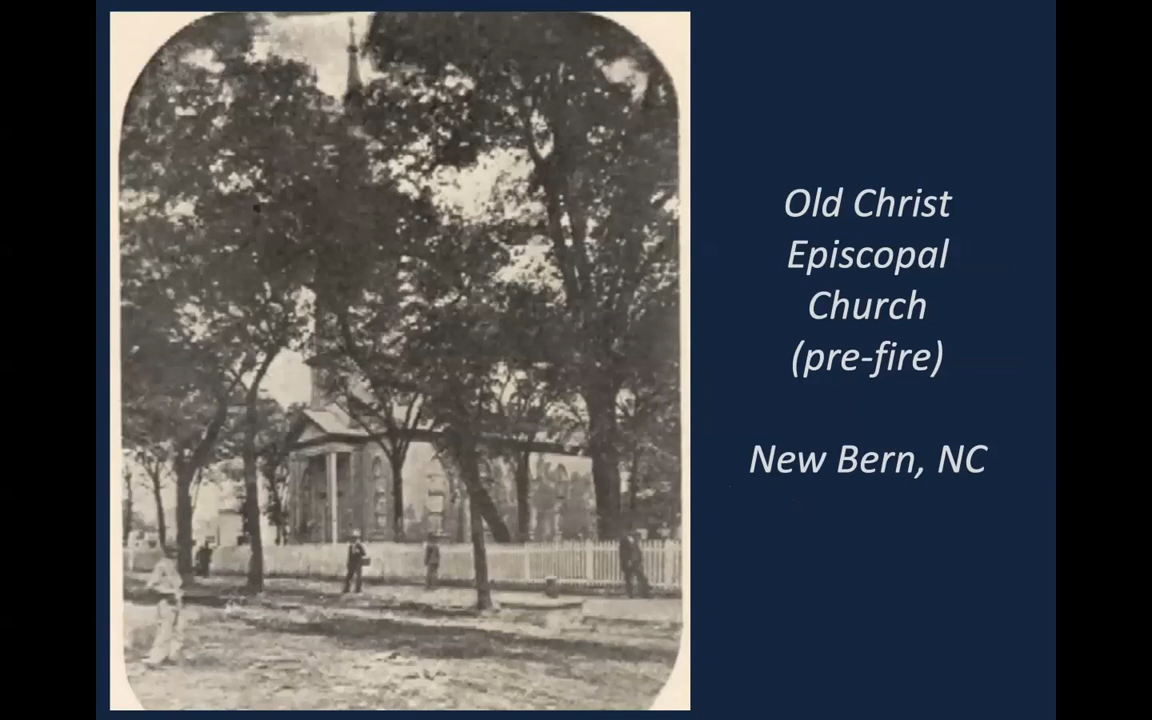 Old Christ
Episcopal
Church
(pre-fire)
New Bern, NC